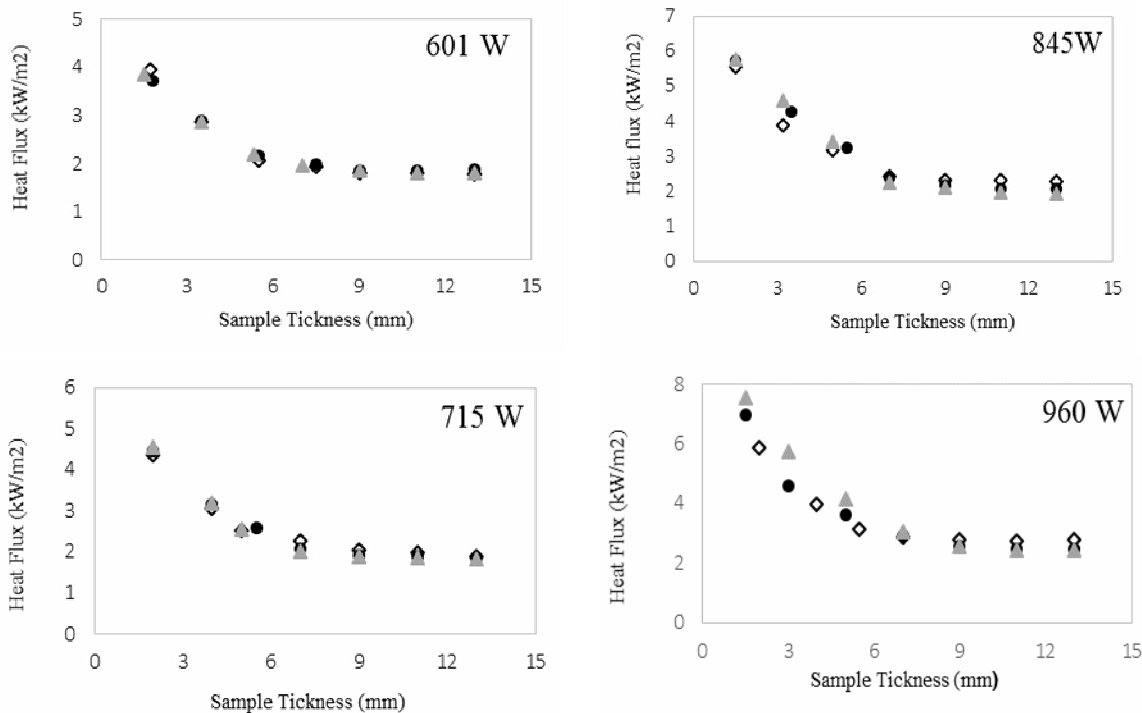 601 W
Heat Flux (kW/m2)
5
4
3
2
1
0
0 3 6 9 12 15
Sample Tickness (mm)
845W
Heat flux (kW/m2)
7
6
5
4
3
2
1
0
0 3 6 9 12 15
Sample Tickness (mm)
715 W
Heat Flux (kW/m2)
6
5
4
3
2
1
0
0 3 6 9 12 15
Sample Tickness (mm)
960 W
Heat Flux (kW/m2)
8
6
4
2
0
0 3 6 9 12 15
Sample Tickness (mm)